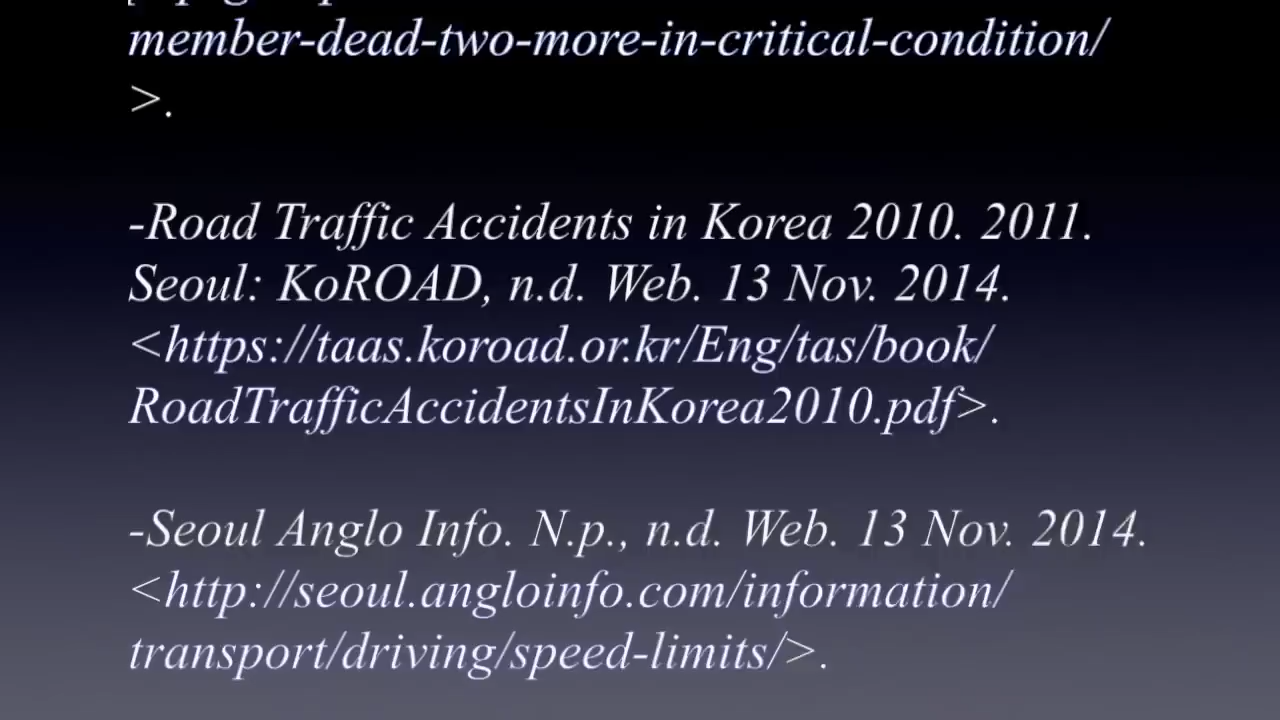 member-dead-two-more-in-critical-condition/
>.
-Road Traffic Accidents in Korea 2010. 2011.
Seoul: KoROAD, n.d. Web. 13 Nov. 2014.
<https://taas.koroad.or.kr/Eng/tas/book/
RoadTrafficAccidentsInKorea2010.pdf>.
-Seoul Anglo Info. N.p., n.d. Web. 13 Nov. 2014.
<http://seoul.angloinfo.com/information/
transport/driving/speed-limits/>.